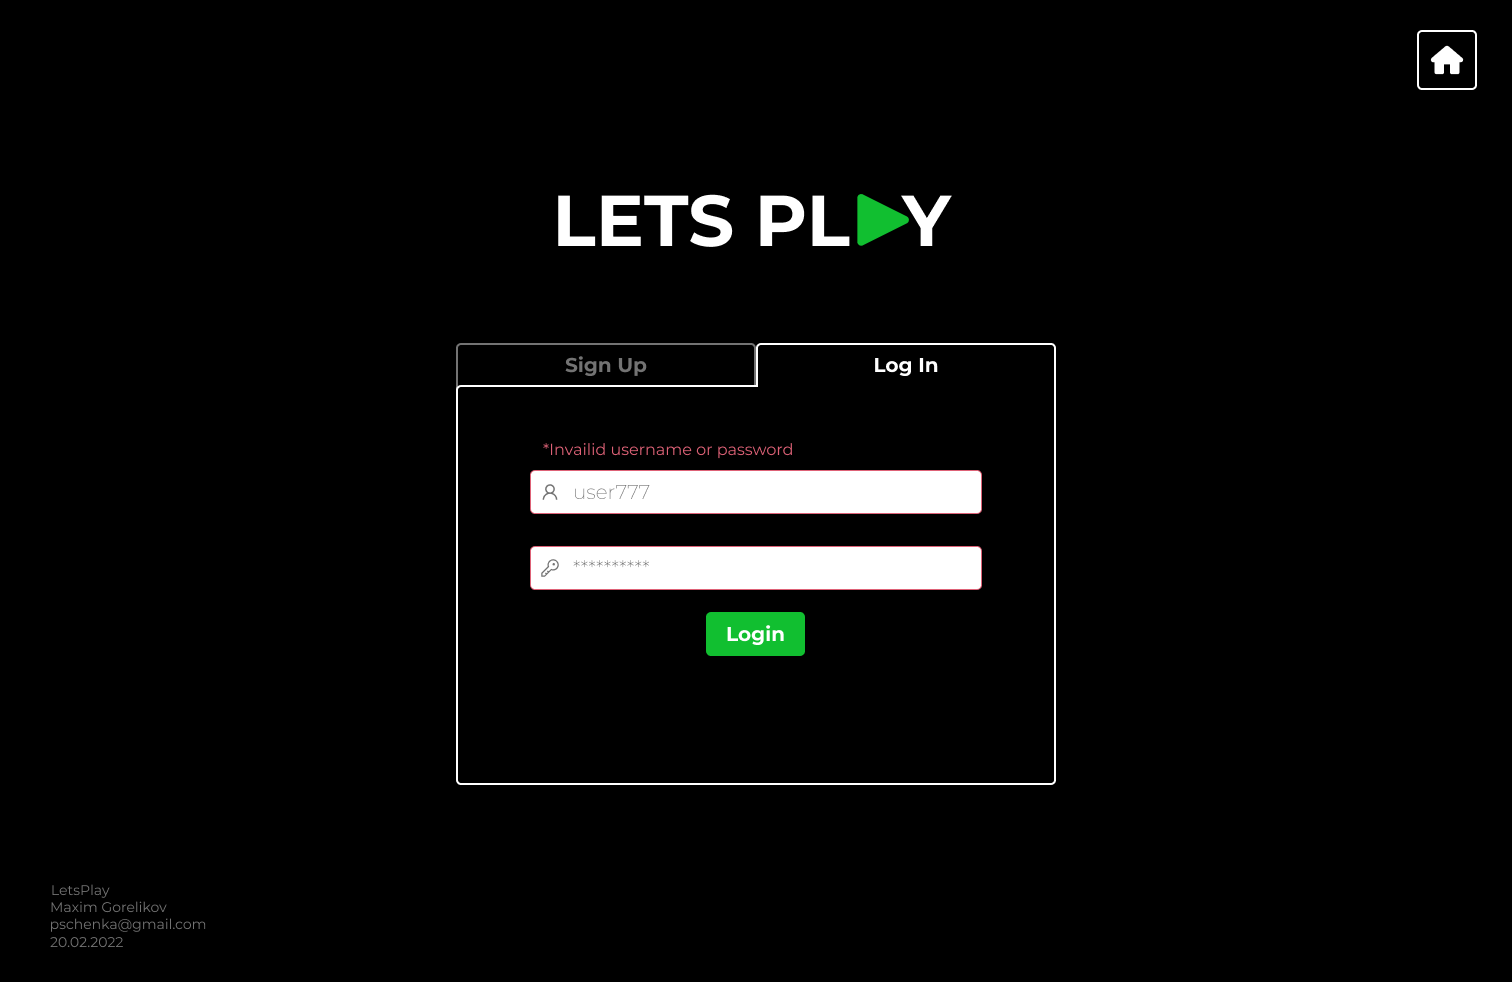 LETS PL Y
Sign Up
Log In
*Invailid username or password
user777
**********
Login
LetsPlay
Maxim Gorelikov
pschenka@gmail.com
20.02.2022